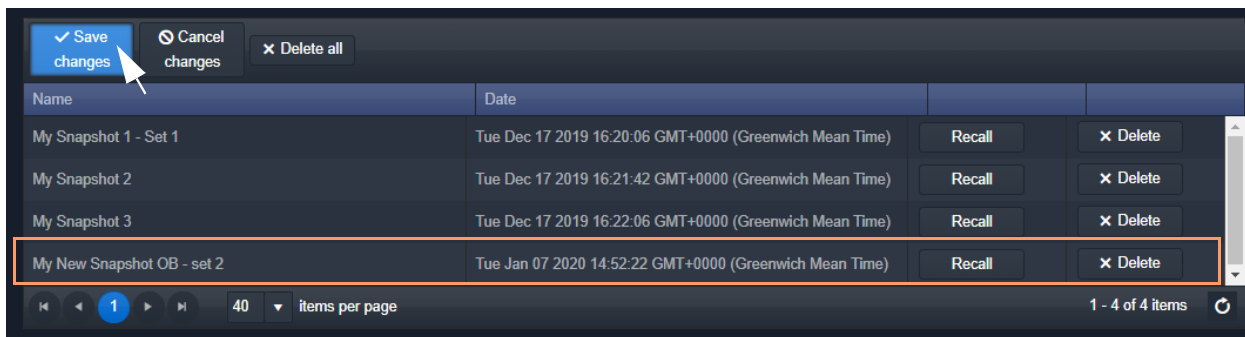 Save changes
Cancel changes
Delete all
Name Date
My Snapshot 1 - Set 1 Tue Dec 17 2019 16:20:06 GMT+0000 (Greenwich Mean Time) Recall Delete
My Snapshot 2 Tue Dec 17 2019 16:21:42 GMT+0000 (Greenwich Mean Time) Recall Delete
My Snapshot 3 Tue Dec 17 2019 16:22:06 GMT+0000 (Greenwich Mean Time) Recall Delete
My New Snapshot OB - set 2 Tue Jan 07 2020 14:52:22 GMT+0000 (Greenwich Mean Time) Recall Delete
1 40 items per page 1 - 4 of 4 items